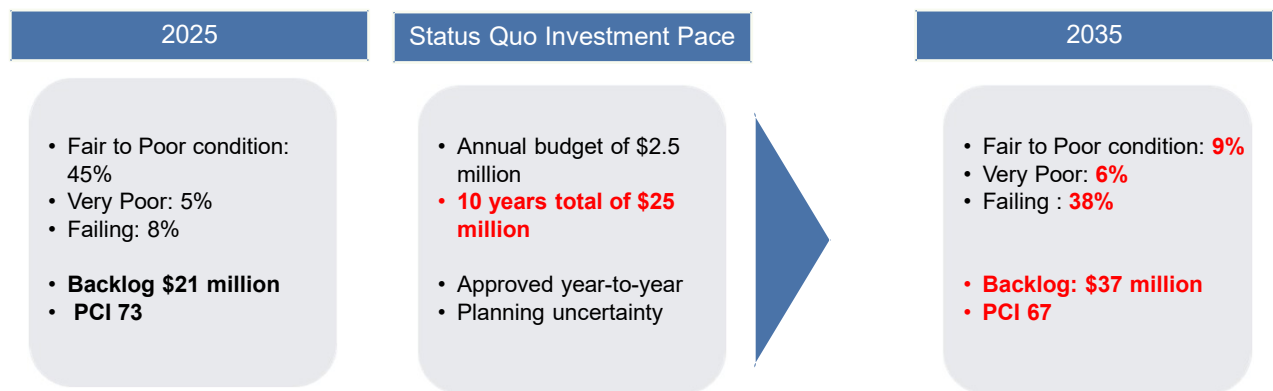 2025
• Fair to Poor condition:
45%
• Very Poor: 5%
• Failing: 8%
• Backlog $21 million
• PCI 73
Status Quo Investment Pace
• Annual budget of $2.5
million
• 10 years total of $25
million
• Approved year-to-year
• Planning uncertainty
2035
• Fair to Poor condition: 9%
• Very Poor: 6%
• Failing : 38%
• Backlog: $37 million
• PCI 67